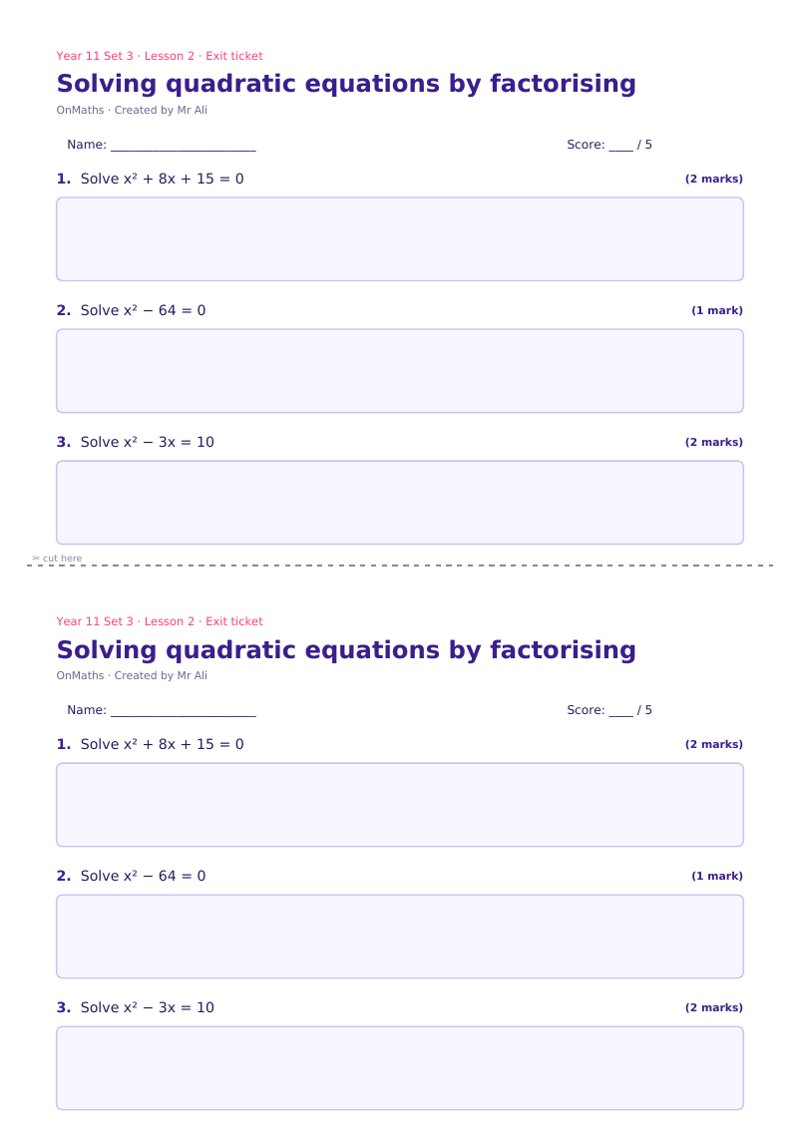 Year 11 Set 3 · Lesson 2 · Exit ticket
Solving quadratic equations by factorising
OnMaths · Created by Mr Ali
Name: ________________________ Score: ____ / 5
1. Solve x² + 8x + 15 = 0 (2 marks)
2. Solve x² − 64 = 0 (1 mark)
3. Solve x² − 3x = 10 (2 marks)
✂ cut here
Year 11 Set 3 · Lesson 2 · Exit ticket
Solving quadratic equations by factorising
OnMaths · Created by Mr Ali
Name: ________________________ Score: ____ / 5
1. Solve x² + 8x + 15 = 0 (2 marks)
2. Solve x² − 64 = 0 (1 mark)
3. Solve x² − 3x = 10 (2 marks)